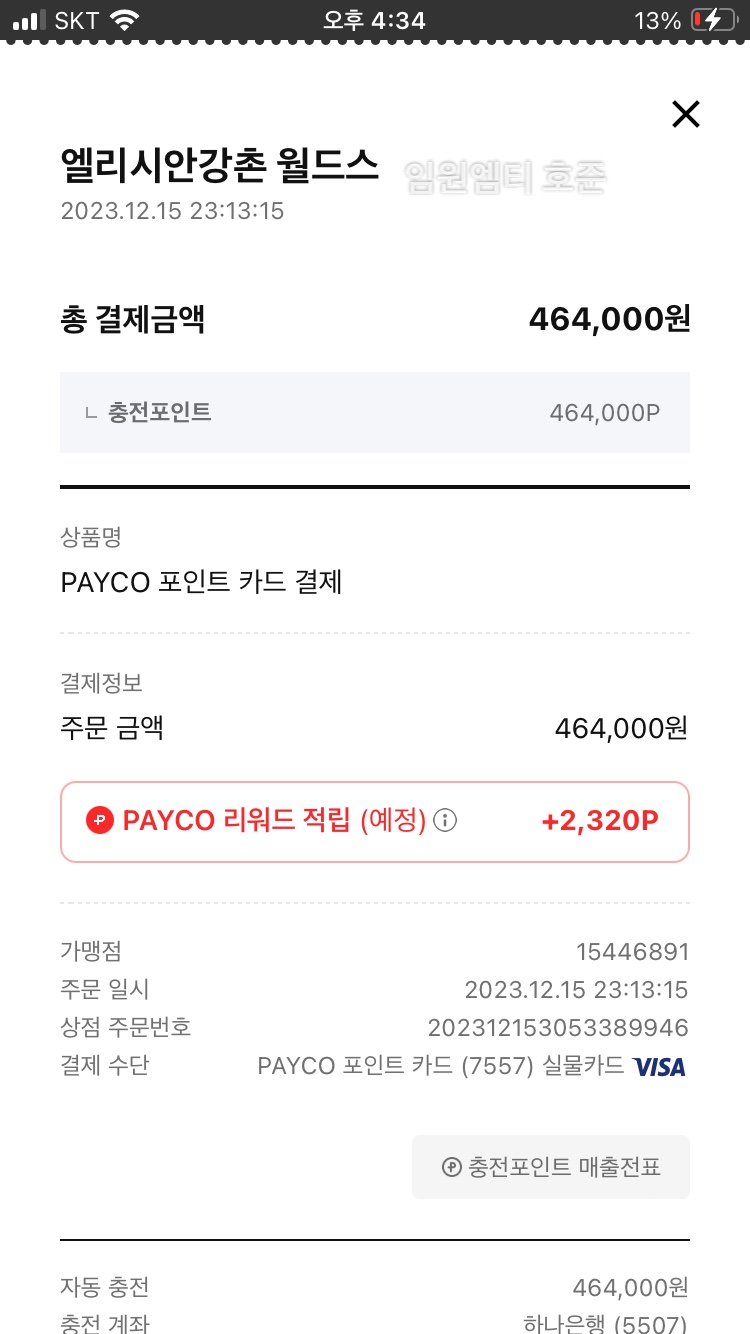 SKT 오후 4:34 13%
엘리시안강촌 월드스 임원엠티 호준
2023.12.15 23:13:15
총 결제금액 464,000원
ㄴ 충전포인트 464,000P
상품명
PAYCO 포인트 카드 결제
결제정보
주문 금액 464,000원
PAYCO 리워드 적립 (예정) +2,320P
가맹점 15446891
주문 일시 2023.12.15 23:13:15
상점 주문번호 202312153053389946
결제 수단 PAYCO 포인트 카드 (7557) 실물카드 VISA
충전포인트 매출전표
자동 충전 464,000원
충전 계좌 하나은행 (5507)